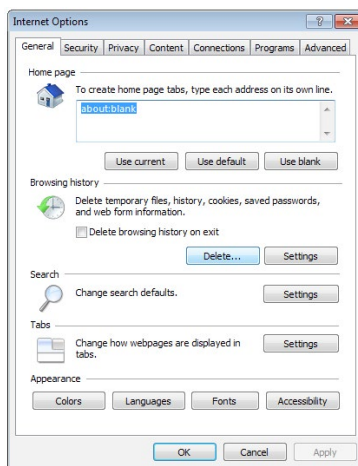 Internet Options
General Security Privacy Content Connections Programs Advanced
Home page
To create home page tabs, type each address on its own line.
about:blank
Use current Use default Use blank
Browsing history
Delete temporary files, history, cookies, saved passwords,
and web form information.
Delete browsing history on exit
Delete... Settings
Search
Change search defaults. Settings
Tabs
Change how webpages are displayed in
tabs. Settings
Appearance
Colors Languages Fonts Accessibility
OK Cancel Apply